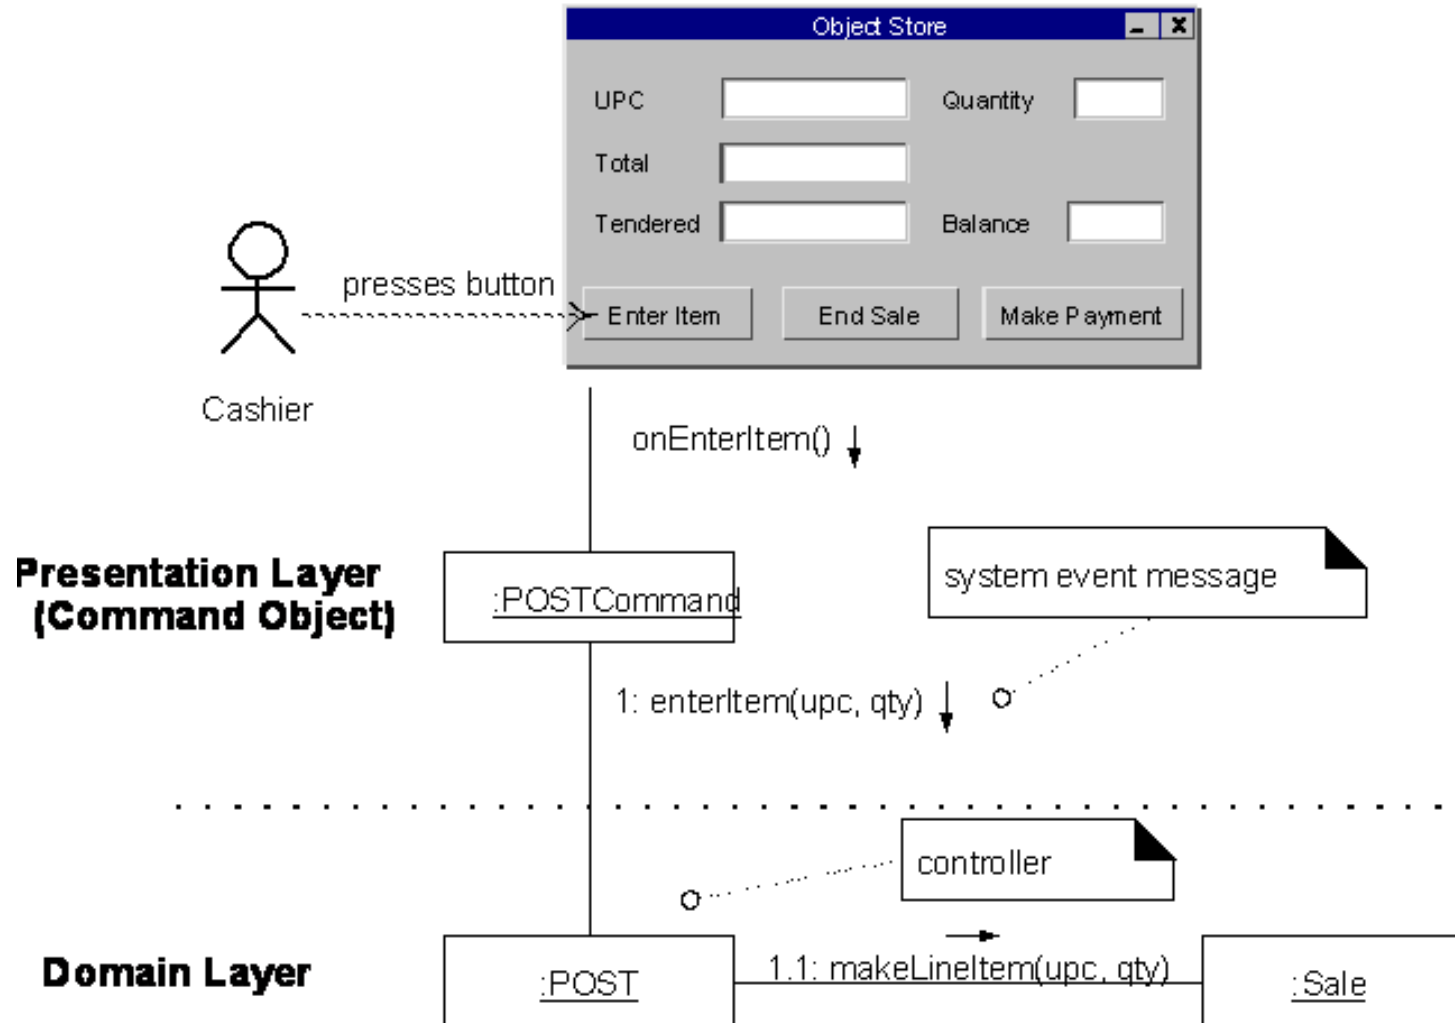 Object Store
UPC
Quantity
Total
Tendered
Balance
presses button
Enter Item
End Sale
Make Payment
Cashier
onEnterItem()
Presentation Layer
(Command Object)
:POSTCommand
system event message
1: enterItem(upc, qty)
controller
Domain Layer
:POST
1.1: makeLineItem(upc, qty)
:Sale